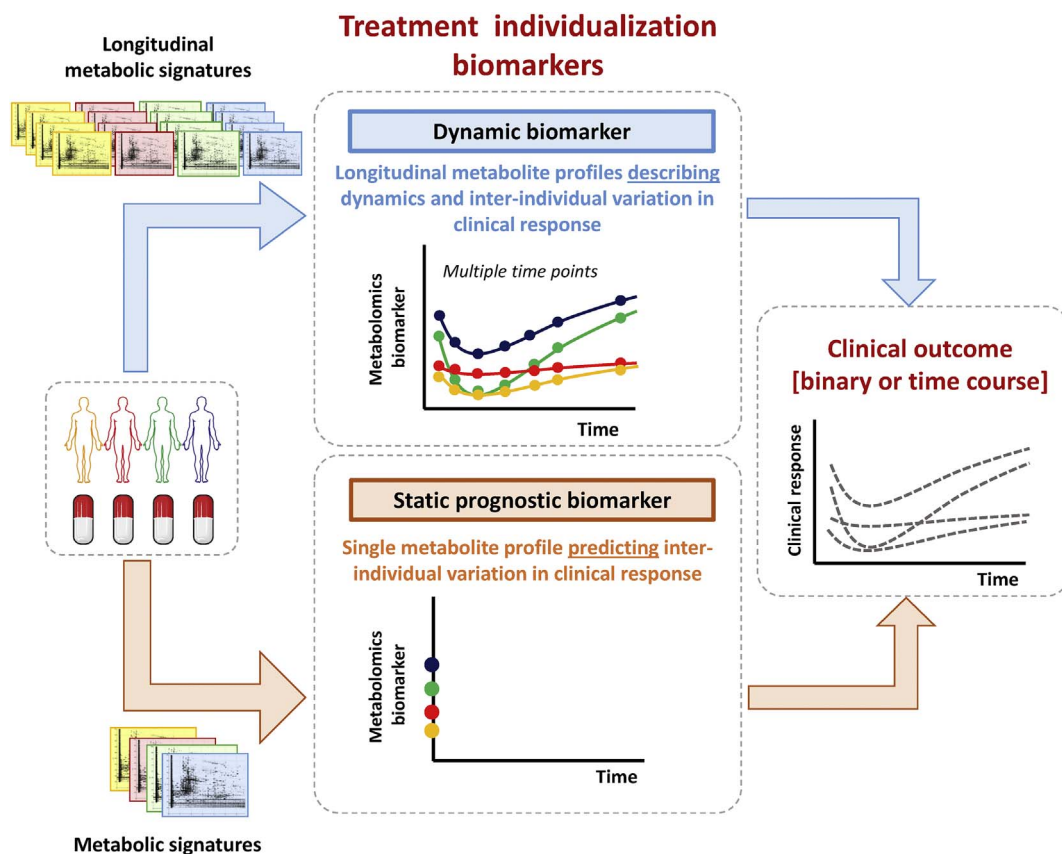 Longitudinal
metabolic signatures
Treatment individualization
biomarkers
Dynamic biomarker
Longitudinal metabolite profiles describing
dynamics and inter-individual variation in
clinical response
Multiple time points
Metabolomics
biomarker
Time
Static prognostic biomarker
Single metabolite profile predicting inter-
individual variation in clinical response
Metabolomics
biomarker
Time
Metabolic signatures
Clinical outcome
[binary or time course]
Clinical response
Time